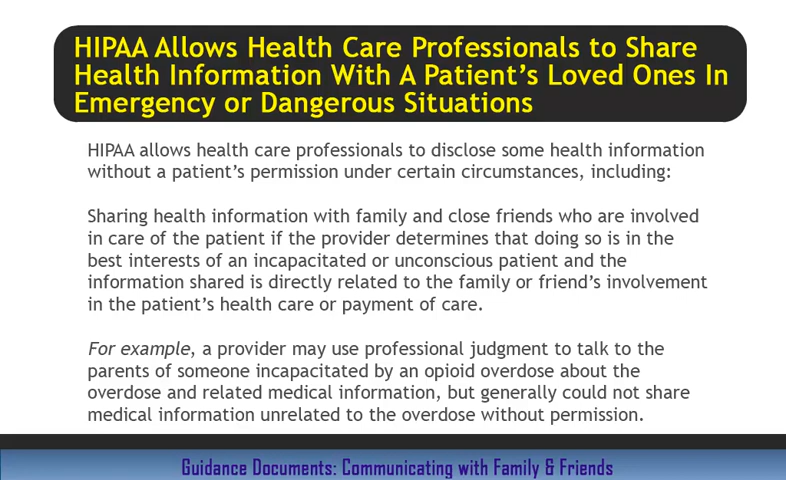 HIPAA Allows Health Care Professionals to Share
Health Information With A Patient's Loved Ones In
Emergency or Dangerous Situations
HIPAA allows health care professionals to disclose some health information
without a patient's permission under certain circumstances, including:
Sharing health information with family and close friends who are involved
in care of the patient if the provider determines that doing so is in the
best interests of an incapacitated or unconscious patient and the
information shared is directly related to the family or friend's involvement
in the patient's health care or payment of care.
For example, a provider may use professional judgment to talk to the
parents of someone incapacitated by an opioid overdose about the
overdose and related medical information, but generally could not share
medical information unrelated to the overdose without permission.
Guidance Documents: Communicating with Family & Friends